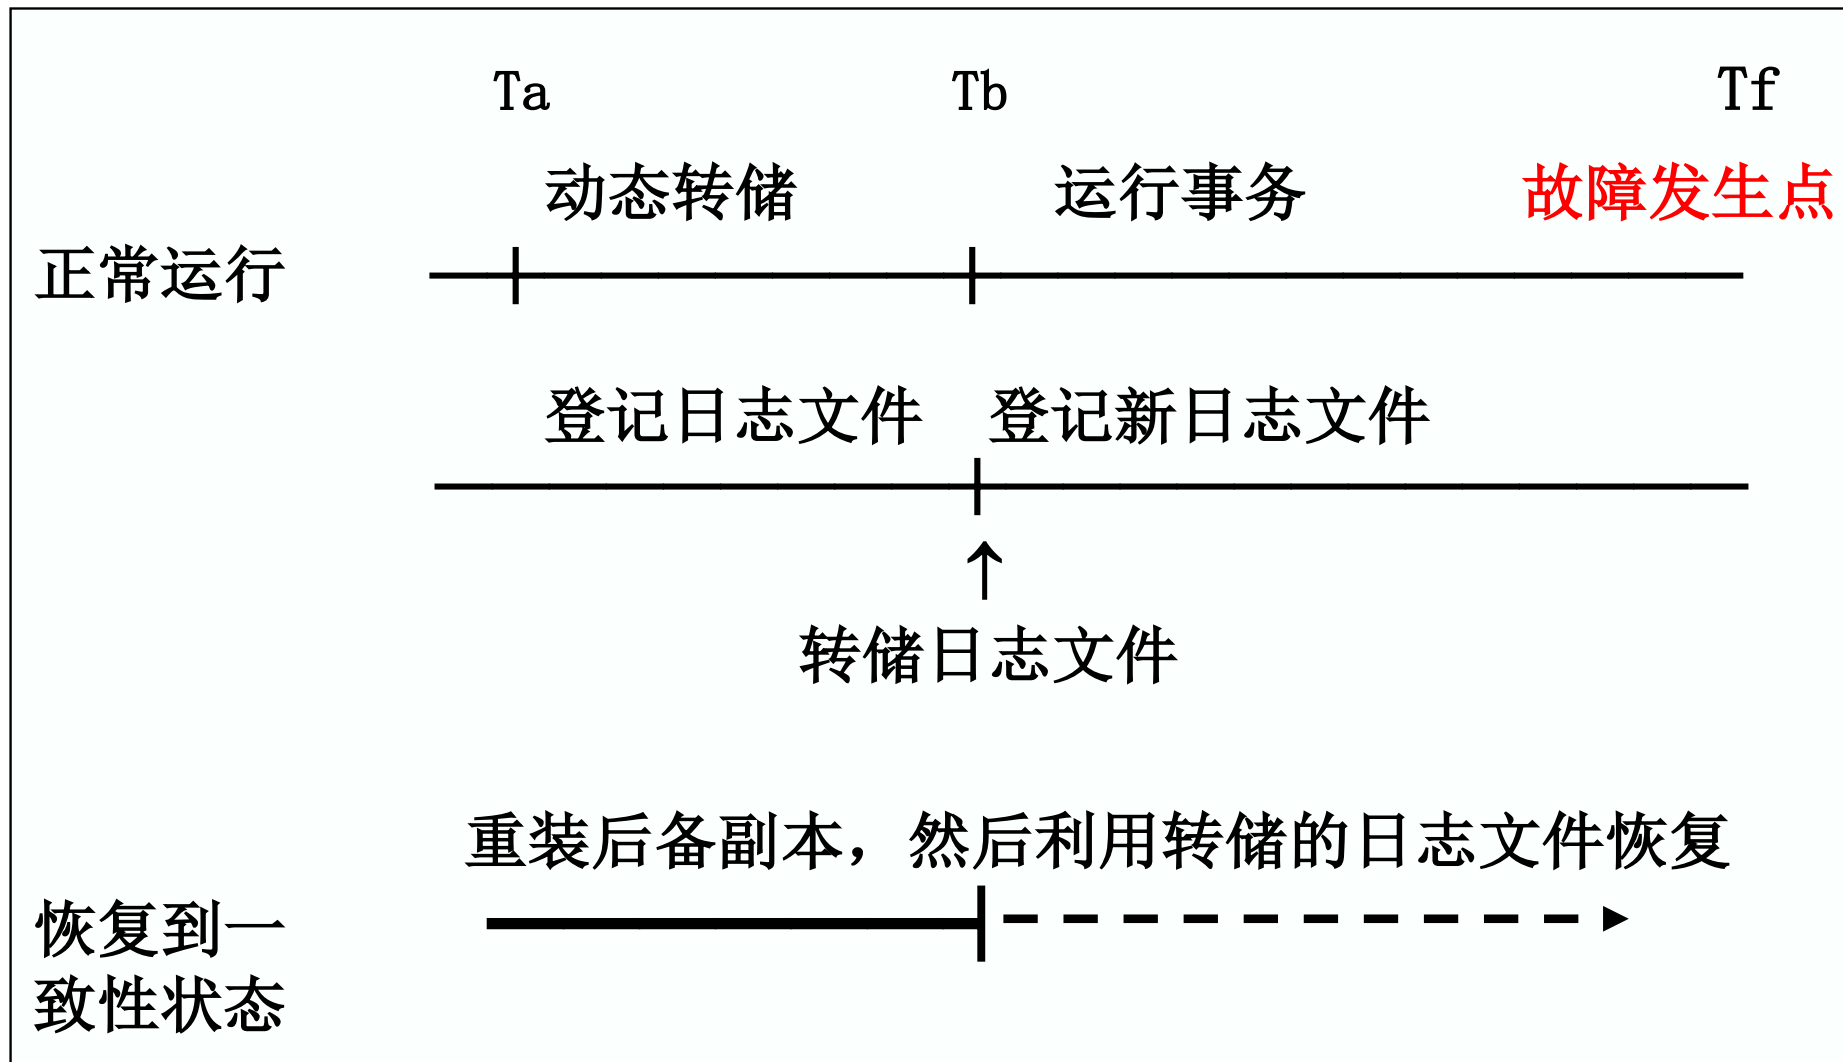 Ta Tb Tf
动态转储 运行事务 故障发生点
正常运行
登记日志文件 登记新日志文件
转储日志文件
重装后备副本，然后利用转储的日志文件恢复
恢复到一
致性状态